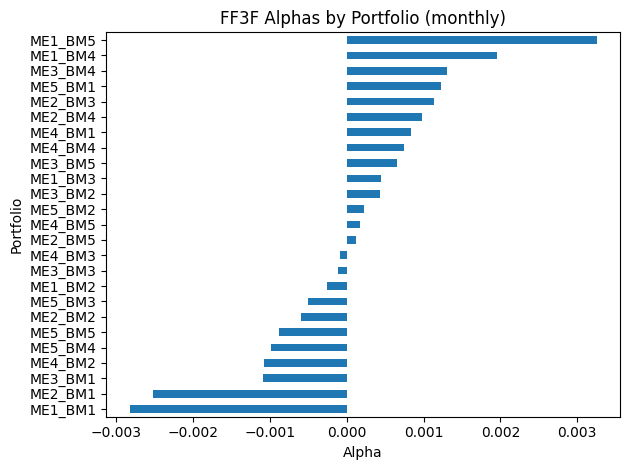 FF3F Alphas by Portfolio (monthly)
ME1_BM5
ME1_BM4
ME3_BM4
ME5_BM1
ME2_BM3
ME2_BM4
ME4_BM1
ME4_BM4
ME3_BM5
ME1_BM3
ME3_BM2
ME5_BM2
ME4_BM5
ME2_BM5
ME4_BM3
ME3_BM3
ME1_BM2
ME5_BM3
ME2_BM2
ME5_BM5
ME5_BM4
ME4_BM2
ME3_BM1
ME2_BM1
ME1_BM1
Portfolio
−0.003 −0.002 −0.001 0.000 0.001 0.002 0.003
Alpha